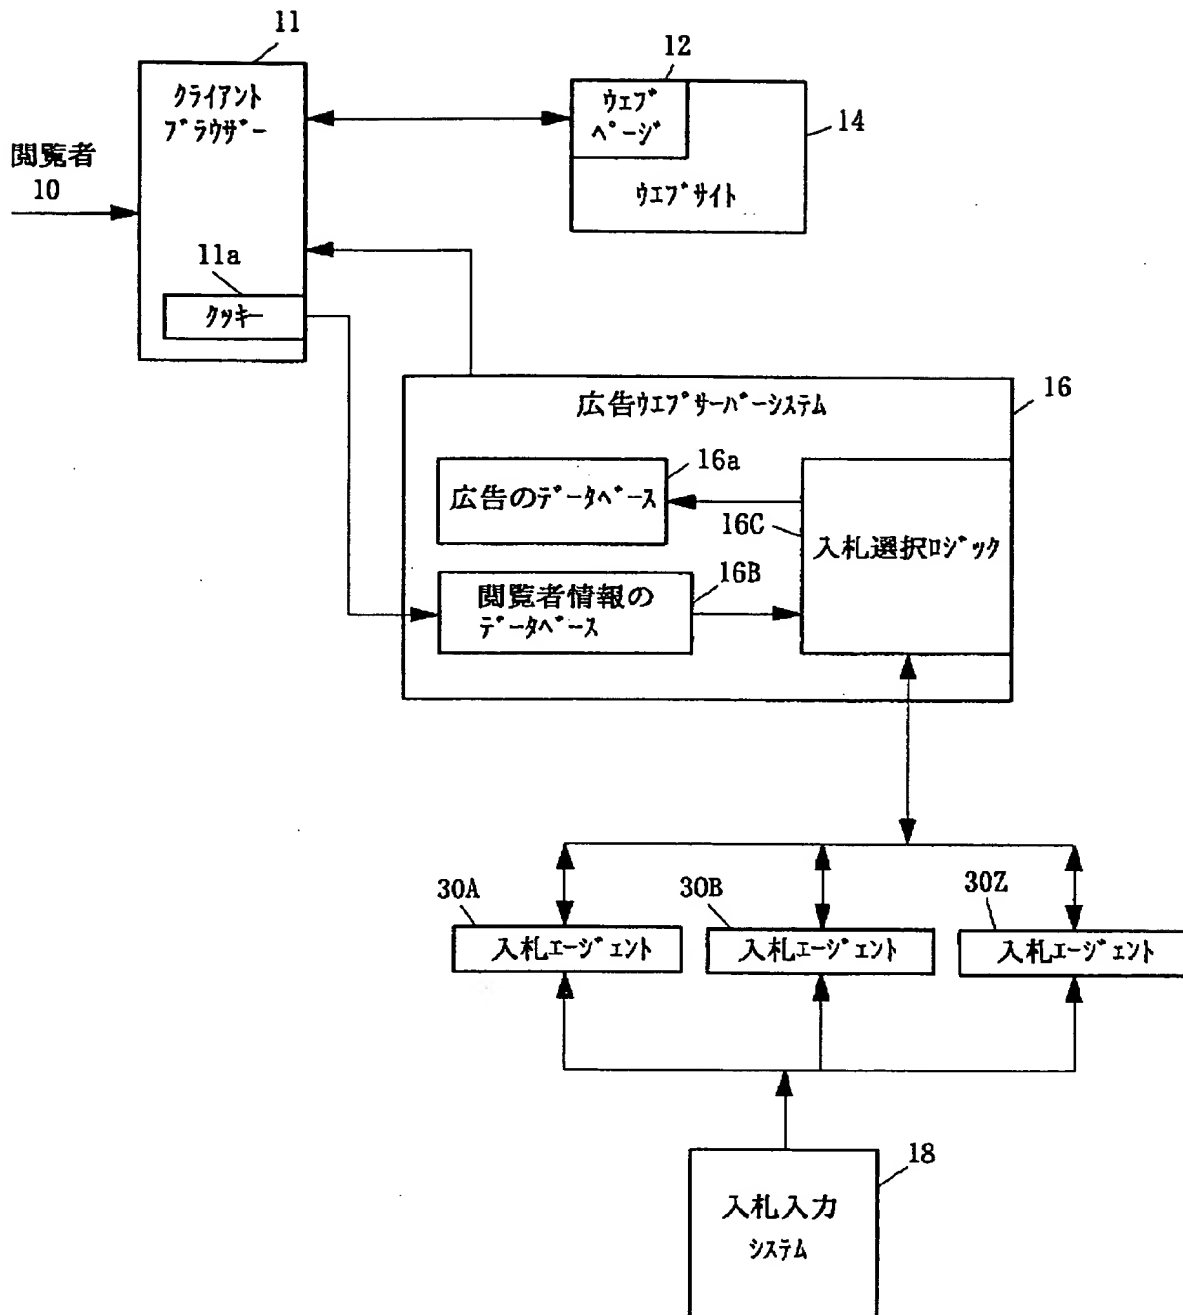 11
クライアント
ブラウザー
閲覧者
10
11a
クッキー
12
ウェブ
ページ
14
ウエブサイト
16
広告ウエブサーバーシステム
16a
広告のデータベース
16C
入札選択ロジック
16B
閲覧者情報の
データベース
30A
入札エージェント
30B
入札エージェント
30Z
入札エージェント
18
入札入力
システム